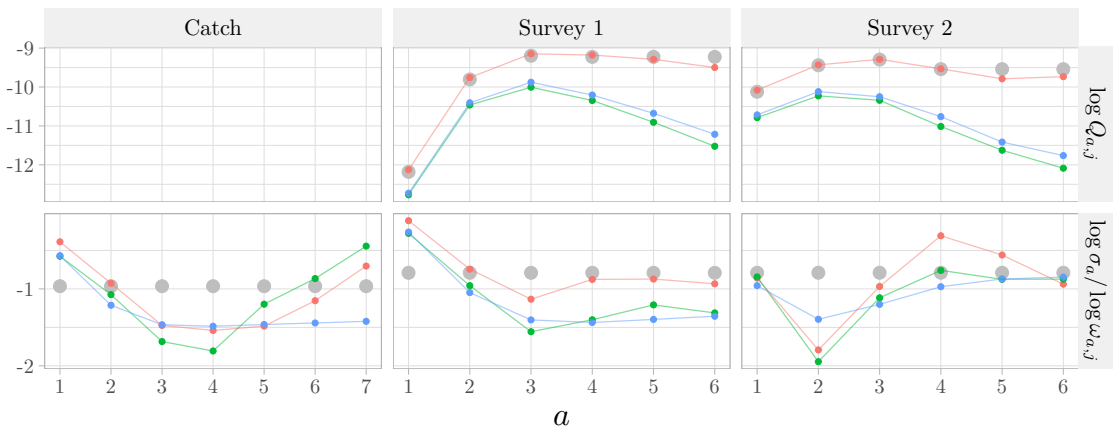 Catch Survey 1 Survey 2
-9
-10
-11
-12
log Q_{a,j}
-1
-2
log σ_a / log ω_{a,j}
1 2 3 4 5 6 7 1 2 3 4 5 6 1 2 3 4 5 6
a